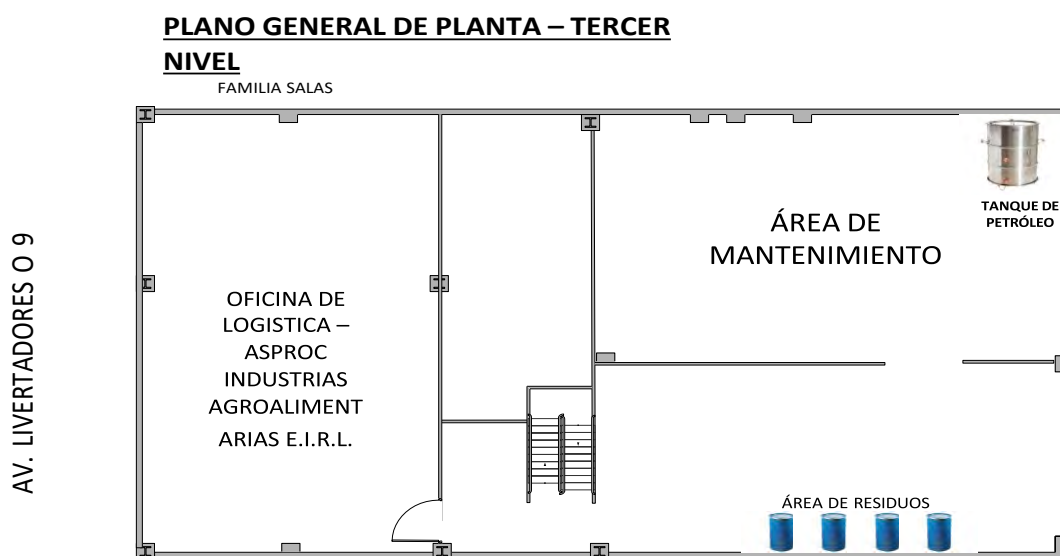 PLANO GENERAL DE PLANTA – TERCER
NIVEL
FAMILIA SALAS
AV. LIVERTADORES O 9
OFICINA DE
LOGISTICA –
ASPROC
INDUSTRIAS
AGROALIMENT
ARIAS E.I.R.L.
ÁREA DE
MANTENIMIENTO
TANQUE DE
PETRÓLEO
ÁREA DE RESIDUOS